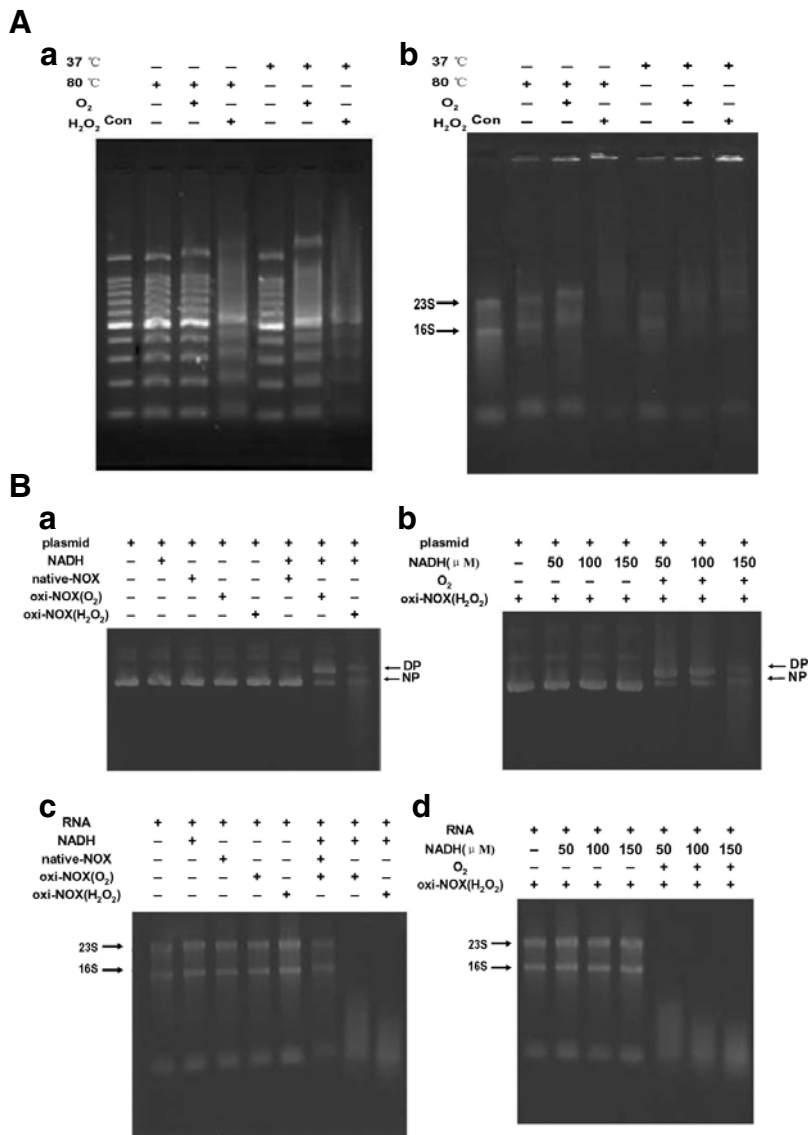 A
a
37 ℃ − − − + + +
80 ℃ + + + − − −
O2 − + − − + −
H2O2 Con − − + − − +
b
37 ℃ − − − + + +
80 ℃ + + + − − −
O2 − + − − + −
H2O2 Con − − + − − +
23S
16S
B
a
plasmid + + + + + + + +
NADH − + − − − + + +
native-NOX − − + − − + − −
oxi-NOX(O2) − − − + − − + −
oxi-NOX(H2O2) − − − − + − − +
DP
NP
b
plasmid + + + + + + +
NADH(μM) − 50 100 150 50 100 150
O2 − − − − + + +
oxi-NOX(H2O2) + + + + + + +
DP
NP
c
RNA + + + + + + + +
NADH − + − − − + + +
native-NOX − − + − − + − −
oxi-NOX(O2) − − − + − + + −
oxi-NOX(H2O2) − − − − + − − +
23S
16S
d
RNA + + + + + + +
NADH(μM) − 50 100 150 50 100 150
O2 − − − − + + +
oxi-NOX(H2O2) + + + + + + +
23S
16S